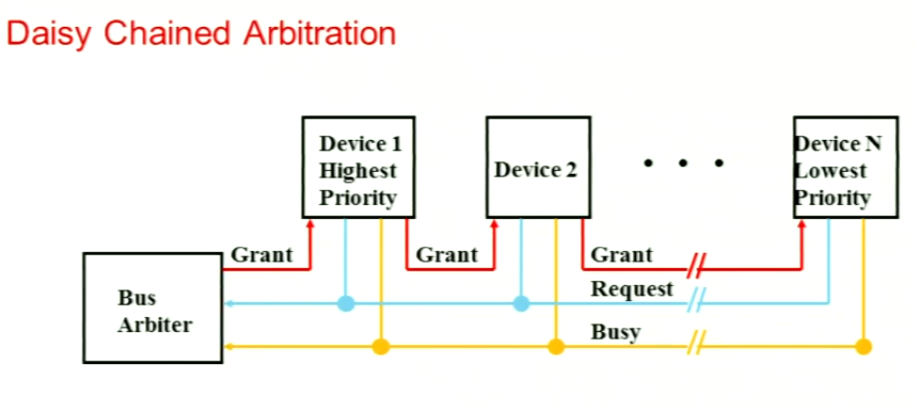 Daisy Chained Arbitration
Device 1
Highest
Priority
Device 2
Device N
Lowest
Priority
Grant
Grant
Grant
Bus
Arbiter
Request
Busy